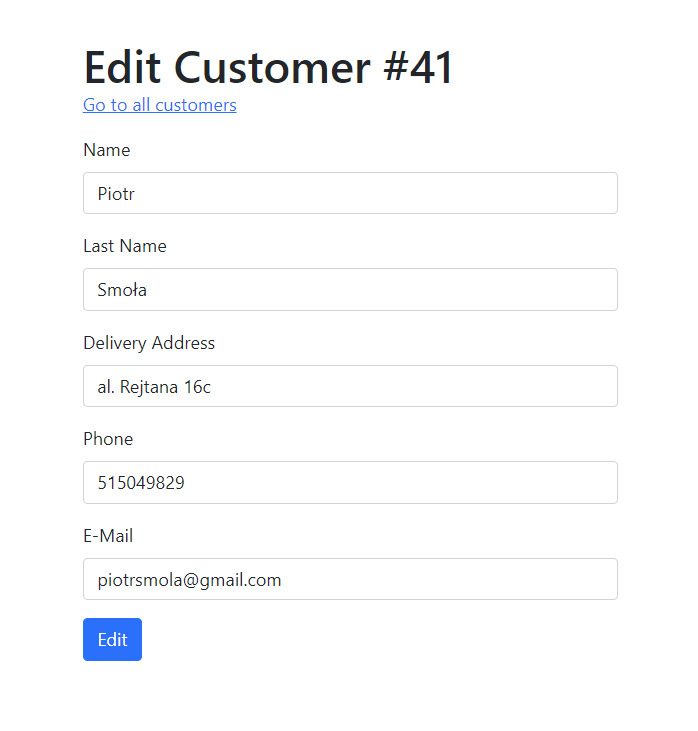 Edit Customer #41
Go to all customers
Name
Piotr
Last Name
Smoła
Delivery Address
al. Rejtana 16c
Phone
515049829
E-Mail
piotrsmola@gmail.com
Edit